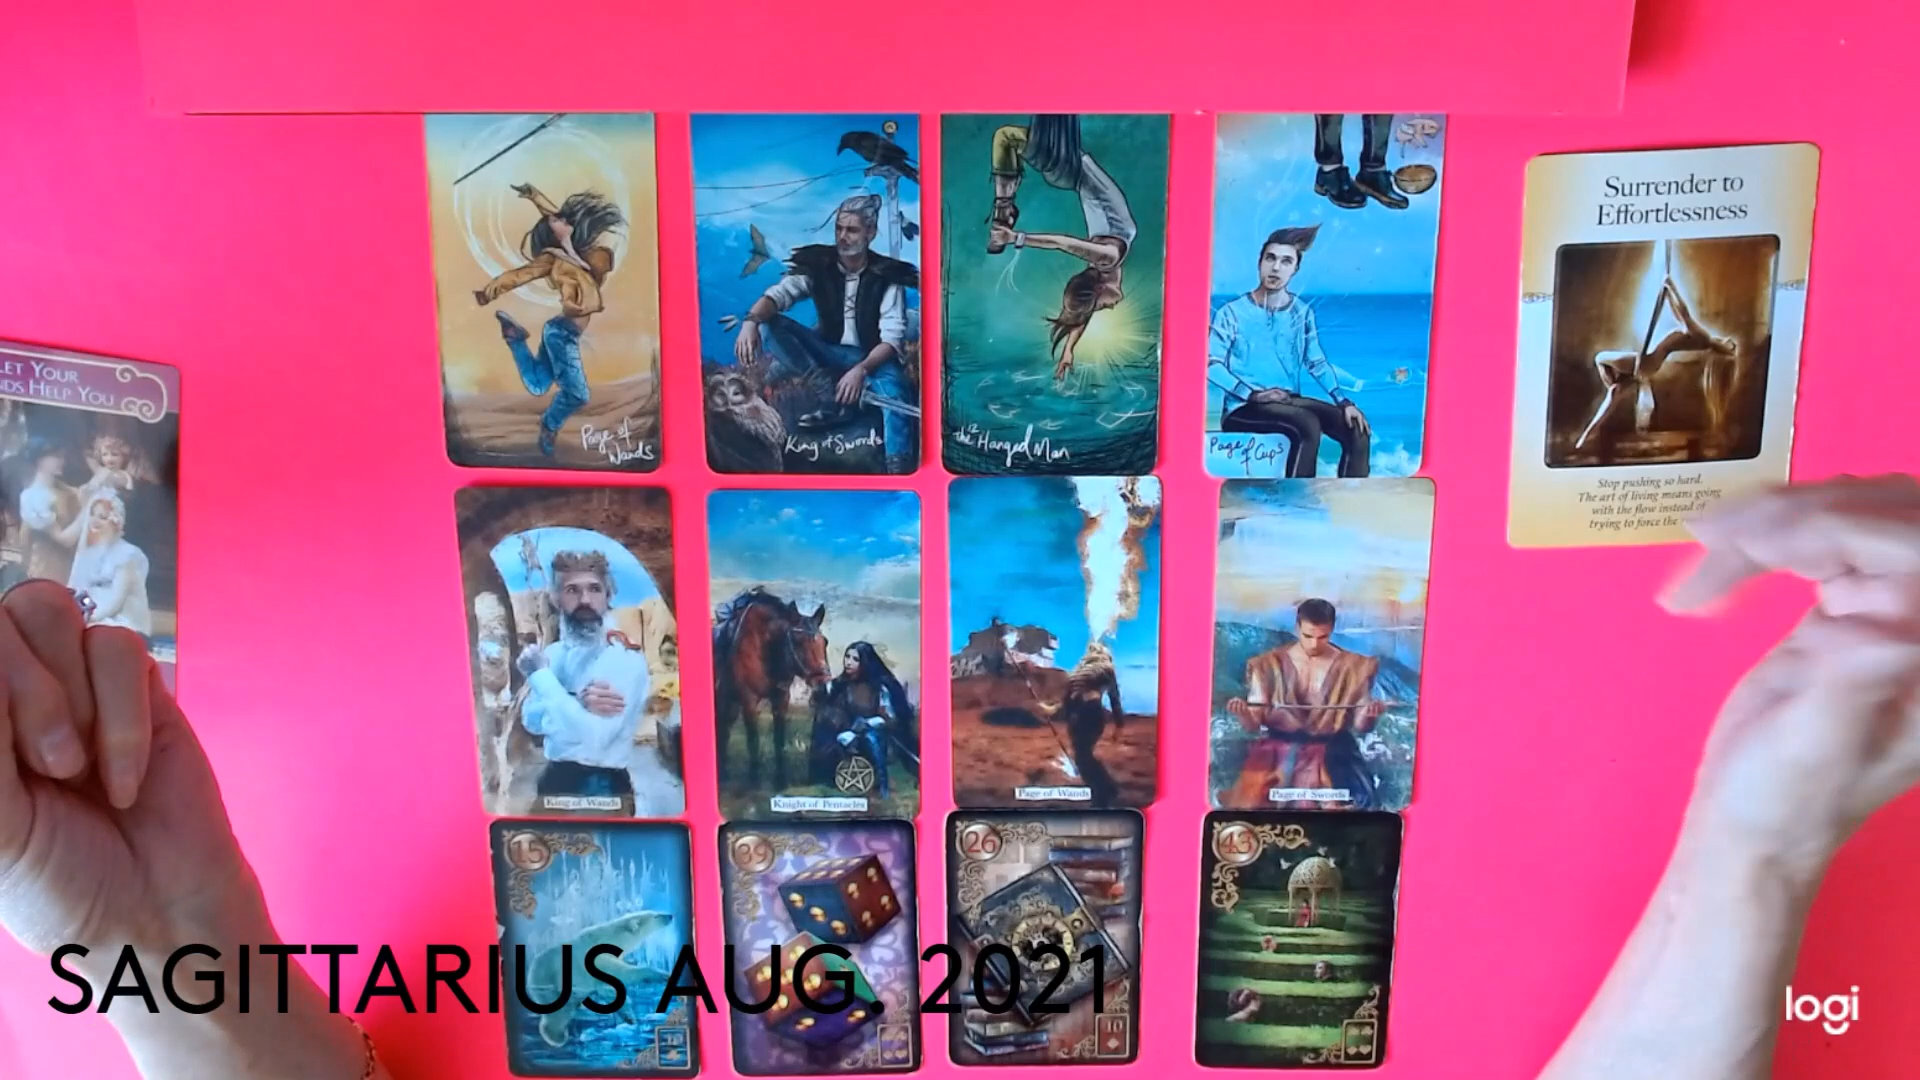 Surrender to
Effortlessness
Stop pushing so hard.
The art of living means going
with the flow instead of
trying to force the
LET YOUR
HELP YOU
Page of
Wands
King of Swords
12
the Hanged Man
Page of Cups
King of Wands
Knight of Pentacles
Page of Wands
Page of Swords
15
39
26
43
10
SAGITTARIUS AUG. 2021
logi